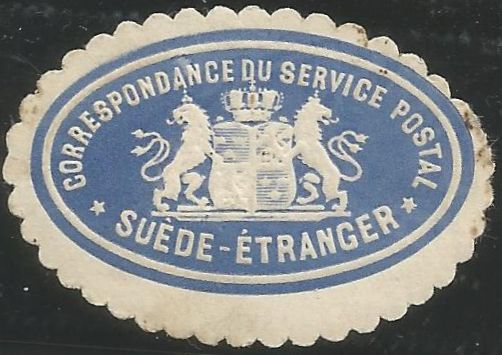 CORRESPONDANCE DU SERVICE POSTAL
* SUÈDE-ÉTRANGER *